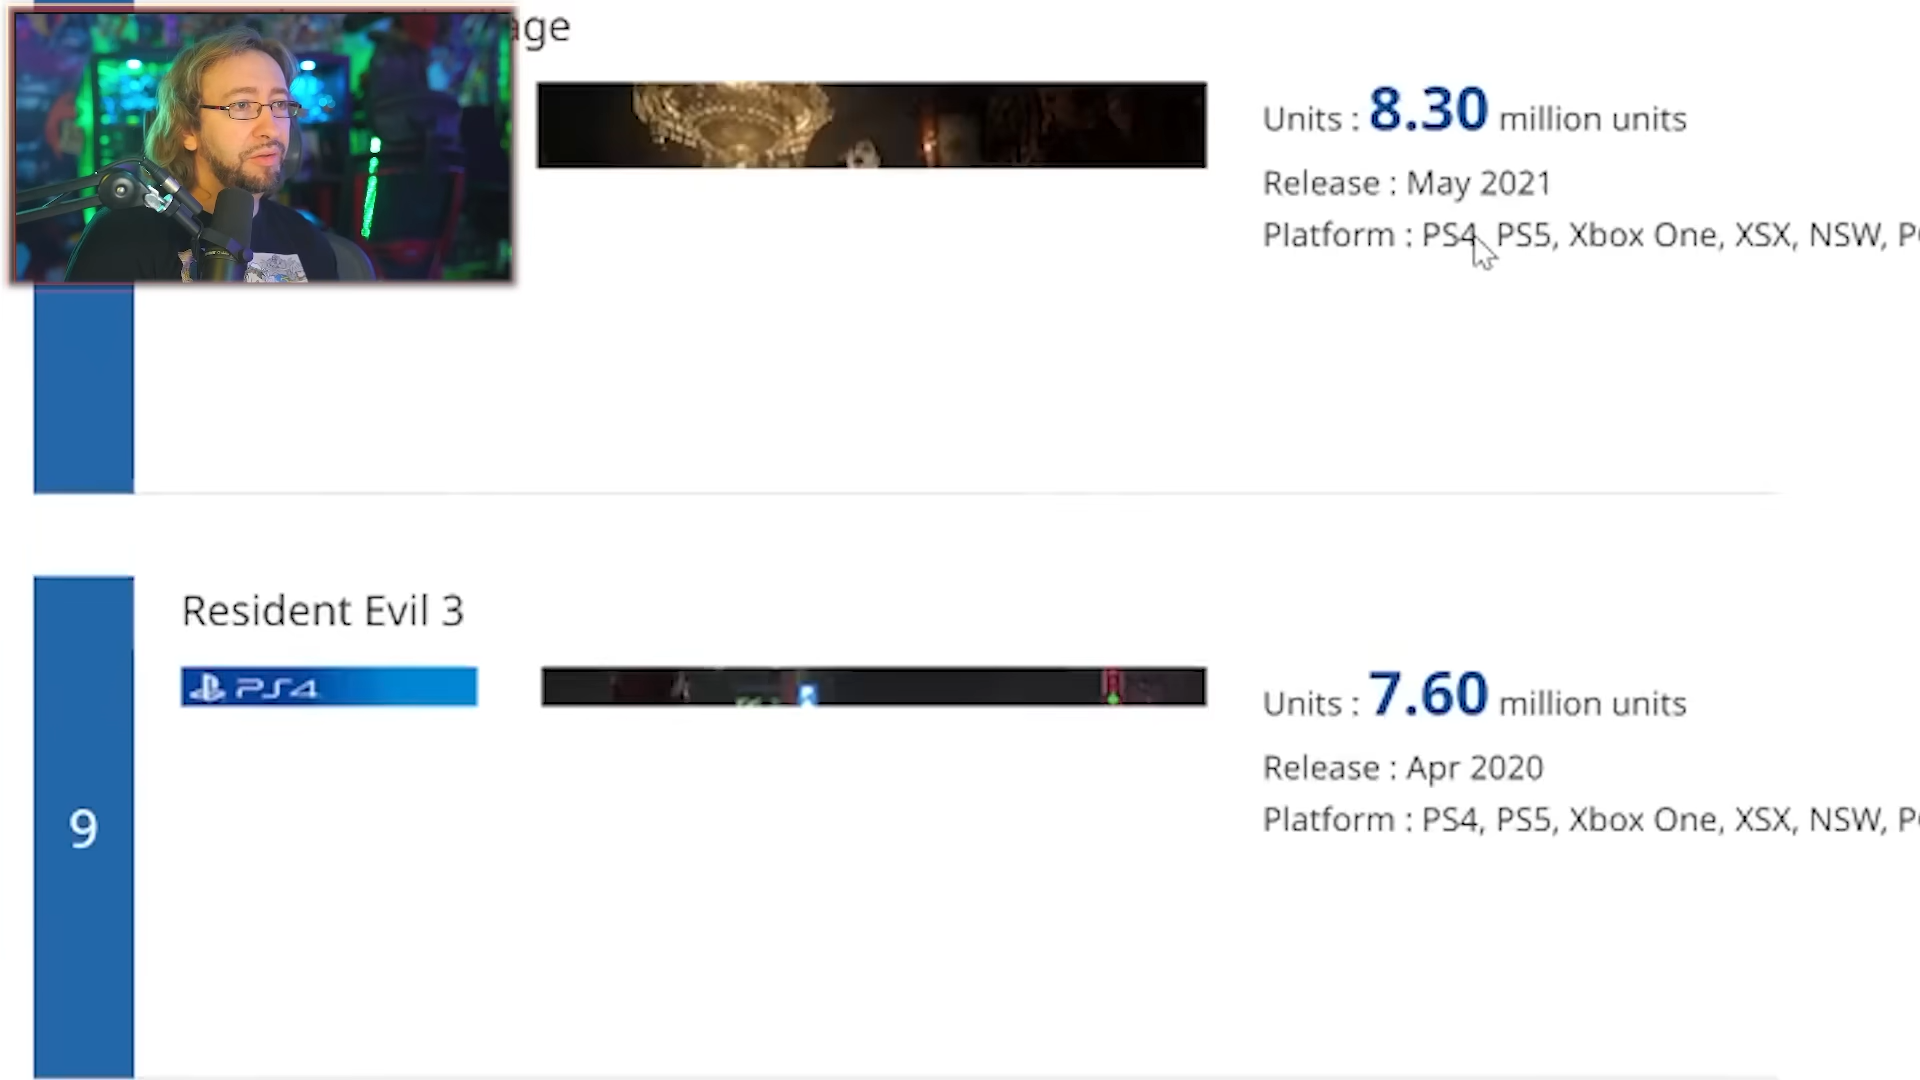 age
Units : 8.30 million units
Release : May 2021
Platform : PS4, PS5, Xbox One, XSX, NSW,
9
Resident Evil 3
PS4
Units : 7.60 million units
Release : Apr 2020
Platform : PS4, PS5, Xbox One, XSX, NSW,